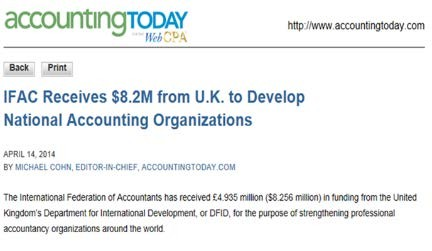 accountingTODAY
http://www.accountingtoday.com
WebCPA
Back Print
IFAC Receives $8.2M from U.K. to Develop
National Accounting Organizations
APRIL 14, 2014
BY MICHAEL COHN, EDITOR-IN-CHIEF, ACCOUNTINGTODAY.COM
The International Federation of Accountants has received £4.935 million ($8.256 million) in funding from the United
Kingdom's Department for International Development, or DFID, for the purpose of strengthening professional
accountancy organizations around the world.